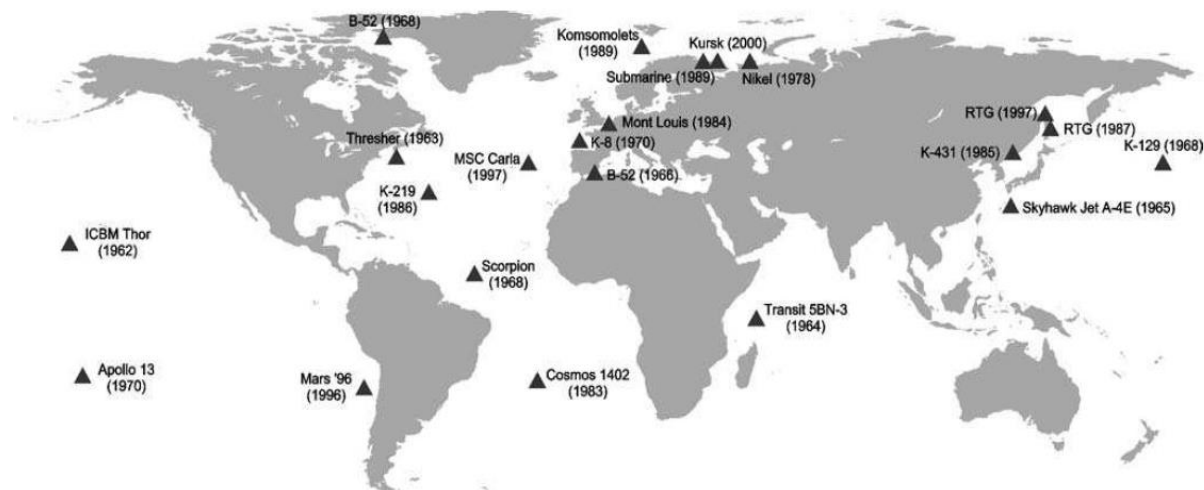 B-52 (1968)
Komsomolets
(1989)
Kursk (2000)
Submarine (1989)
Nikel (1978)
Mont Louis (1984)
RTG (1997)
RTG (1987)
Thresher (1963)
K-8 (1970)
K-431 (1985)
K-129 (1968)
MSC Carla
(1997)
B-52 (1966)
K-219
(1986)
Skyhawk Jet A-4E (1965)
ICBM Thor
(1962)
Scorpion
(1968)
Transit 5BN-3
(1964)
Apollo 13
(1970)
Mars '96
(1996)
Cosmos 1402
(1983)